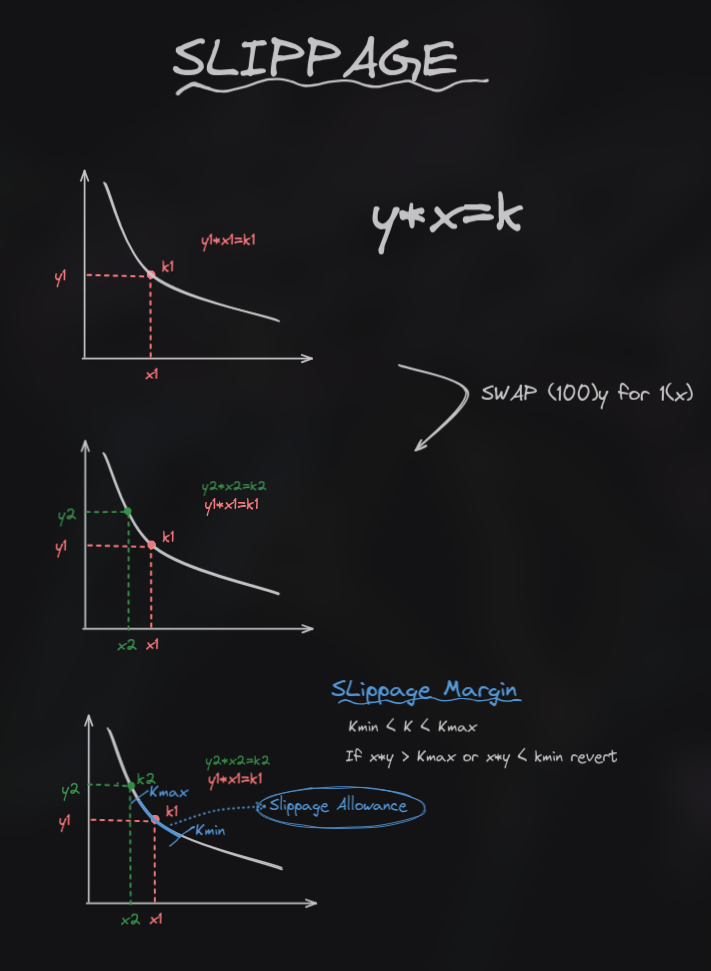 SLIPPAGE
y*x=k
y1*x1=k1
k1
y1
x1
SWAP (100)y for 1(x)
y2*x2=k2
y1*x1=k1
y2
k1
y1
x2 x1
SLippage Margin
Kmin < K < Kmax
If x*y > Kmax or x*y < kmin revert
y2*x2=k2
y1*x1=k1
k2
y2
Kmax
Slippage Allowance
k1
y1
Kmin
x2 x1